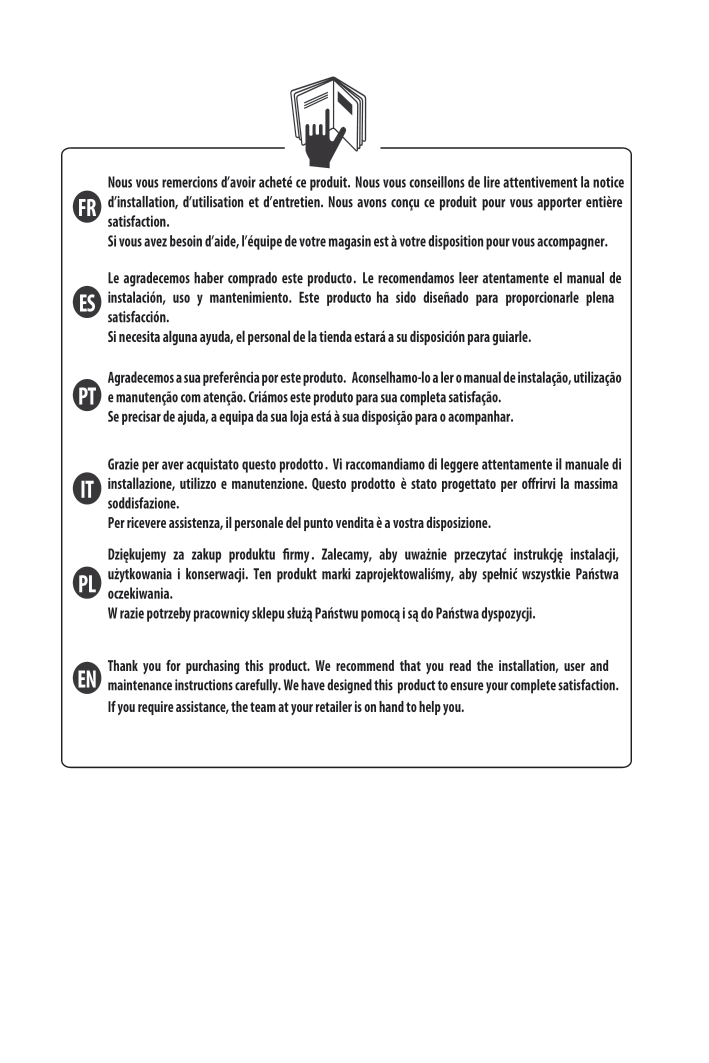 Nous vous remercions d'avoir acheté ce produit. Nous vous conseillons de lire attentivement la notice
FR
d'installation, d'utilisation et d'entretien. Nous avons conçu ce produit pour vous apporter entière
satisfaction.
Si vous avez besoin d'aide, l'équipe de votre magasin est à votre disposition pour vous accompagner.
Le agradecemos haber comprado este producto. Le recomendamos leer atentamente el manual de
ES
instalación, uso y mantenimiento. Este producto ha sido diseñado para proporcionarle plena
satisfacción.
Si necesita alguna ayuda, el personal de la tienda estará a su disposición para guiarle.
Agradecemos a sua preferência por este produto. Aconselhamo-lo a ler o manual de instalação, utilização
PT
e manutenção com atenção. Criámos este produto para sua completa satisfação.
Se precisar de ajuda, a equipa da sua loja está à sua disposição para o acompanhar.
Grazie per aver acquistato questo prodotto. Vi raccomandiamo di leggere attentamente il manuale di
IT
installazione, utilizzo e manutenzione. Questo prodotto è stato progettato per offrirvi la massima
soddisfazione.
Per ricevere assistenza, il personale del punto vendita è a vostra disposizione.
Dziękujemy za zakup produktu firmy. Zalecamy, aby uważnie przeczytać instrukcję instalacji,
PL
użytkowania i konserwacji. Ten produkt marki zaprojektowaliśmy, aby spełnić wszystkie Państwa
oczekiwania.
W razie potrzeby pracownicy sklepu służą Państwu pomocą i są do Państwa dyspozycji.
Thank you for purchasing this product. We recommend that you read the installation, user and
EN
maintenance instructions carefully. We have designed this product to ensure your complete satisfaction.
If you require assistance, the team at your retailer is on hand to help you.